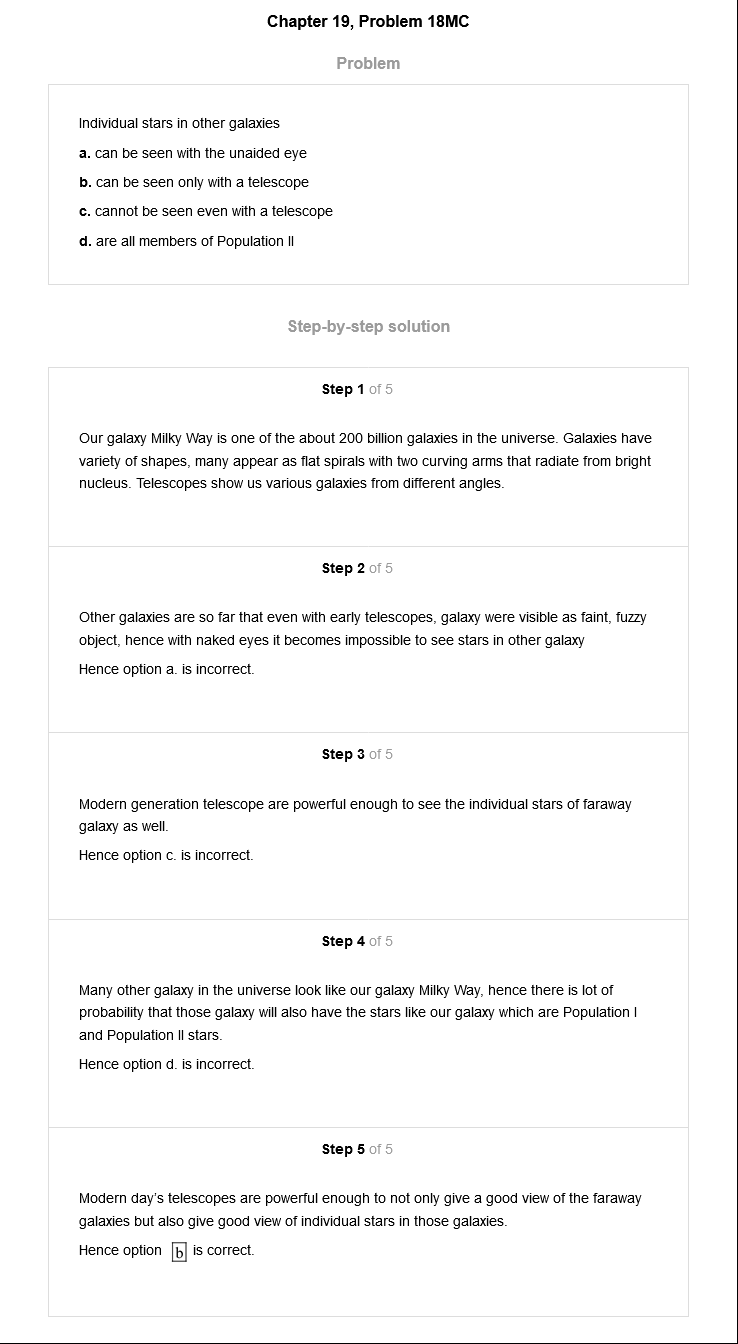 Chapter 19, Problem 18MC
Problem
Individual stars in other galaxies
a. can be seen with the unaided eye
b. can be seen only with a telescope
c. cannot be seen even with a telescope
d. are all members of Population II
Step-by-step solution
Step 1 of 5
Our galaxy Milky Way is one of the about 200 billion galaxies in the universe. Galaxies have
variety of shapes, many appear as flat spirals with two curving arms that radiate from bright
nucleus. Telescopes show us various galaxies from different angles.
Step 2 of 5
Other galaxies are so far that even with early telescopes, galaxy were visible as faint, fuzzy
object, hence with naked eyes it becomes impossible to see stars in other galaxy
Hence option a. is incorrect.
Step 3 of 5
Modern generation telescope are powerful enough to see the individual stars of faraway
galaxy as well.
Hence option c. is incorrect.
Step 4 of 5
Many other galaxy in the universe look like our galaxy Milky Way, hence there is lot of
probability that those galaxy will also have the stars like our galaxy which are Population I
and Population II stars.
Hence option d. is incorrect.
Step 5 of 5
Modern day's telescopes are powerful enough to not only give a good view of the faraway
galaxies but also give good view of individual stars in those galaxies.
Hence option b is correct.